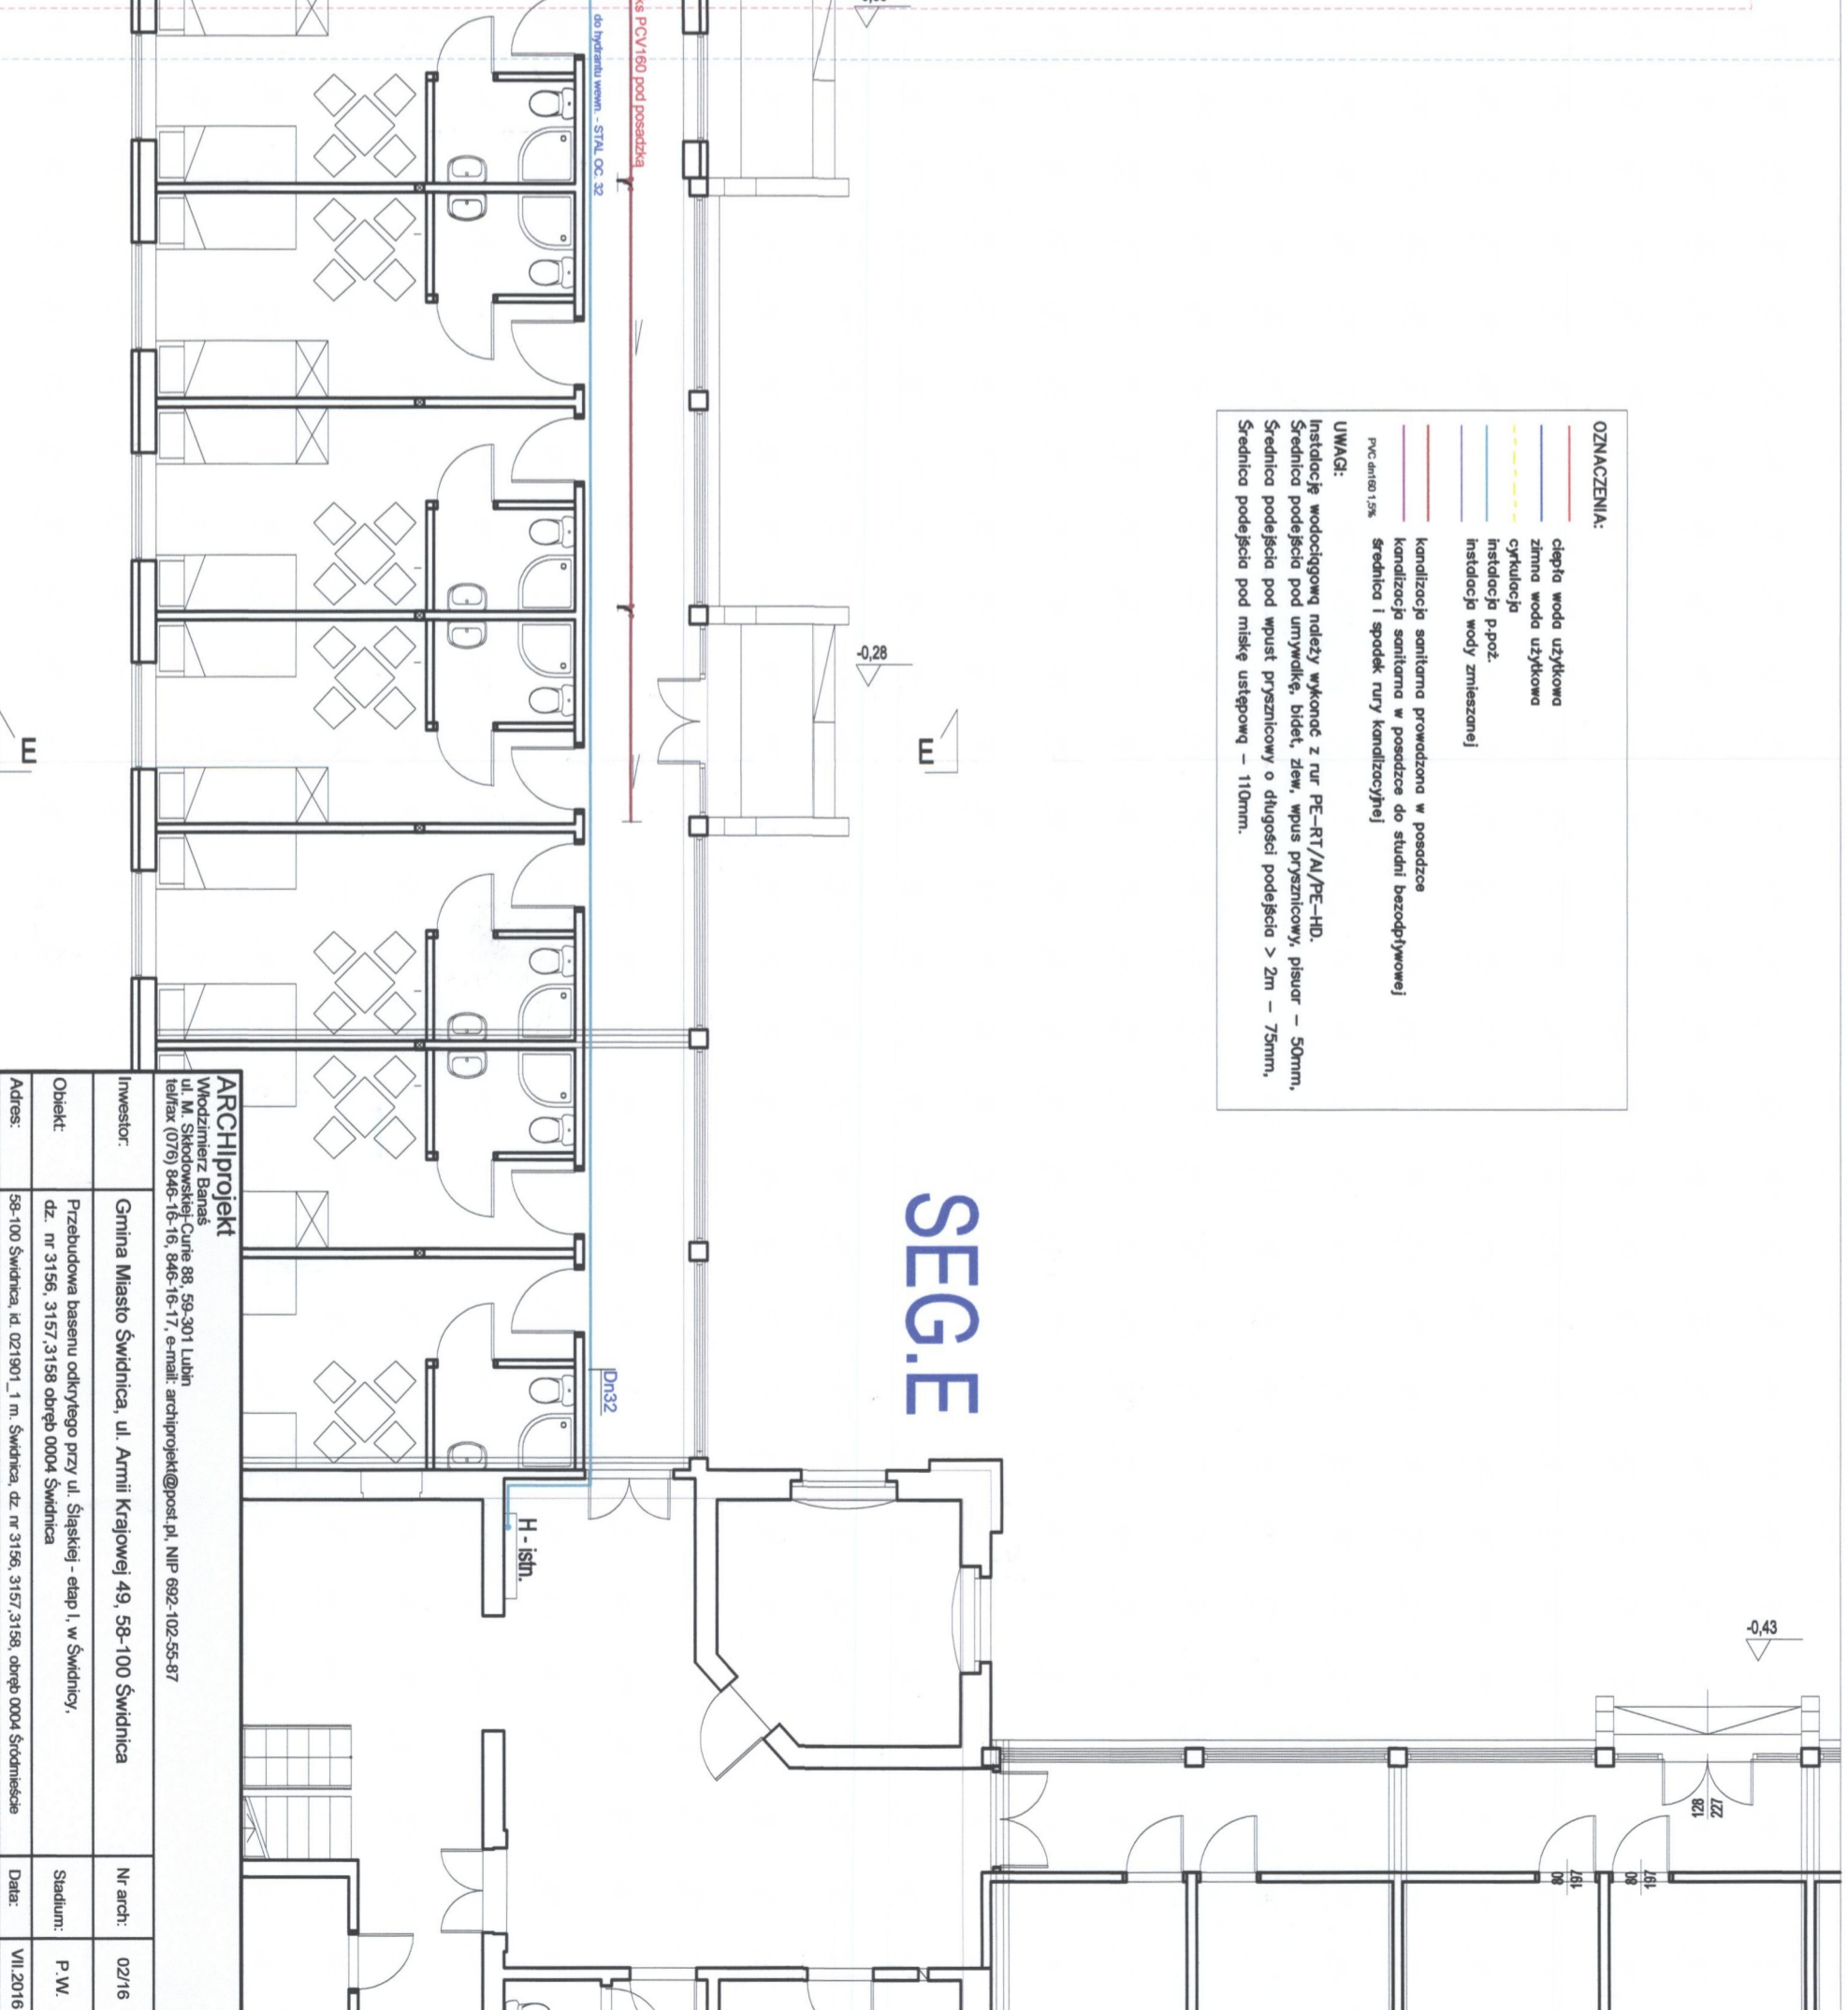 OZNACZENIA:
ciepła woda użytkowa
zimna woda użytkowa
cyrkulacja
instalacja p.poż.
instalacja wody zmieszanej
kanalizacja sanitarna prowadzona w posadzce
kanalizacja sanitarna w posadzce do studni bezodpływowej
PVC dn160 1,5% średnica i spadek rury kanalizacyjnej
UWAGI:
Instalację wodociągową należy wykonać z rur PE-RT/Al/PE-HD.
Średnica podejścia pod umywalkę, bidet, zlew, wpus prysznicowy, pisuar - 50mm,
Średnica podejścia pod wpust prysznicowy o długości podejścia > 2m - 75mm,
Średnica podejścia pod miskę ustępową - 110mm.
-0,43
227
128
197
80
197
80
SEG.E
E
-0,28
ks PCV160 pod posadzka
do hydrantu wewn. - STAL OC. 32
Dn32
H - istn.
E
ARCHIprojekt
Włodzimierz Banaś
ul. M. Skłodowskiej-Curie 88, 59-301 Lubin
tel/fax (076) 846-16-16, 846-16-17, e-mail: archiprojekt@post.pl, NIP 692-102-55-87
Inwestor: Gmina Miasto Świdnica, ul. Armii Krajowej 49, 58-100 Świdnica Nr arch: 02/16
Obiekt: Przebudowa basenu odkrytego przy ul. Śląskiej - etap I, w Świdnicy, Stadium: P.W.
dz. nr 3156, 3157,3158 obręb 0004 Świdnica
Adres: 58-100 Świdnica, id. 021901_1 m. Świdnica, dz. nr 3156, 3157,3158, obręb 0004 Śródmieście Data: VII.2016